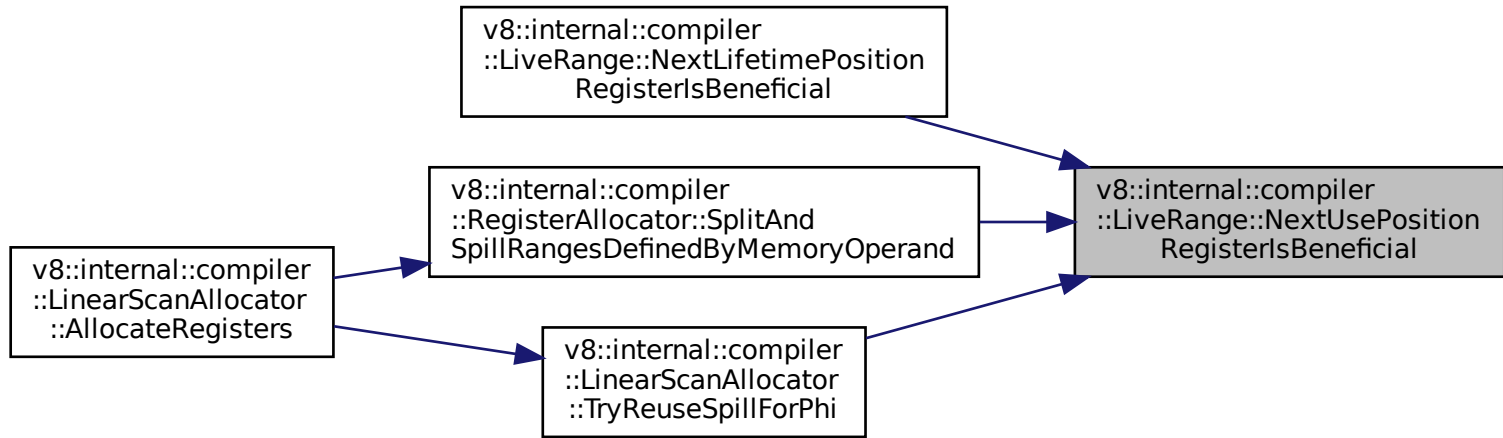 v8::internal::compiler
::LiveRange::NextLifetimePosition
RegisterIsBeneficial
v8::internal::compiler
::RegisterAllocator::SplitAnd
SpillRangesDefinedByMemoryOperand
v8::internal::compiler
::LiveRange::NextUsePosition
RegisterIsBeneficial
v8::internal::compiler
::LinearScanAllocator
::AllocateRegisters
v8::internal::compiler
::LinearScanAllocator
::TryReuseSpillForPhi